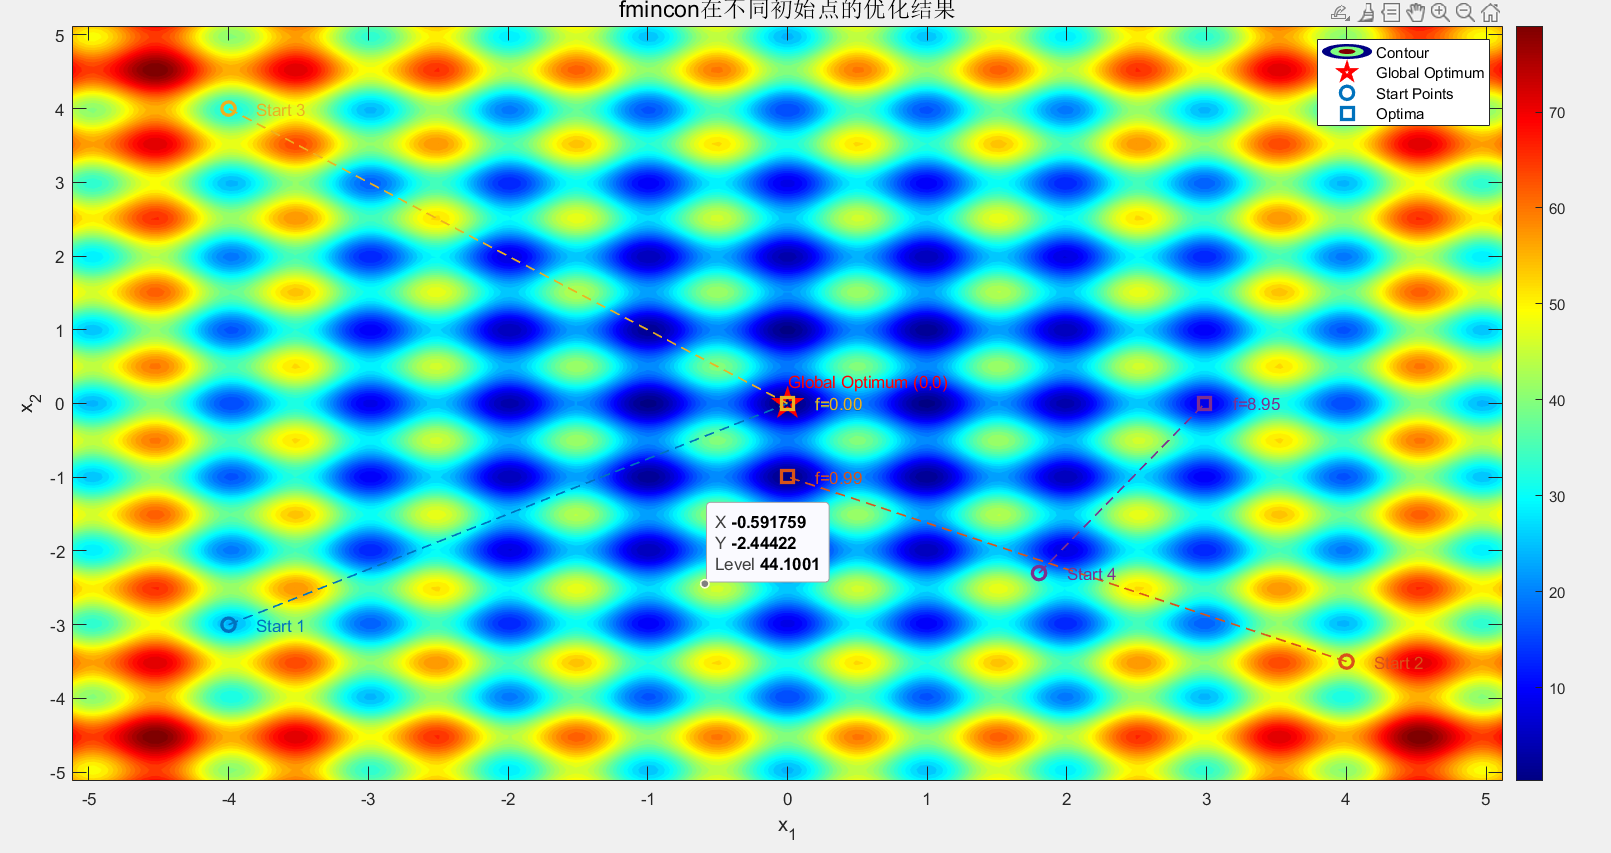 fmincon在不同初始点的优化结果
Contour
Global Optimum
Start Points
Optima
5
4
3
2
1
0
-1
-2
-3
-4
-5
x2
Start 3
Global Optimum (0,0)
f=0.00
f=8.95
f=0.99
X -0.591759
Y -2.44422
Level 44.1001
Start 4
Start 1
Start 2
-5 -4 -3 -2 -1 0 1 2 3 4 5
x1
70
60
50
40
30
20
10